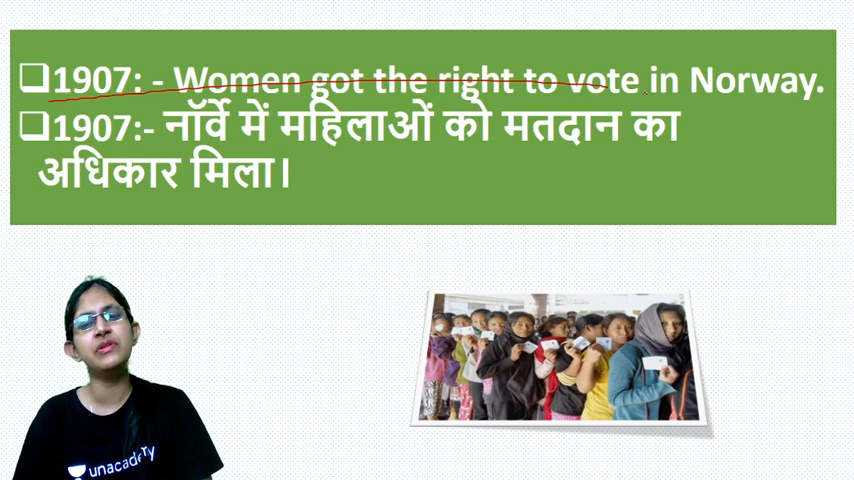 ❑1907: - Women got the right to vote in Norway.
❑1907:- नॉर्वे में महिलाओं को मतदान का
अधिकार मिला।
unacademy